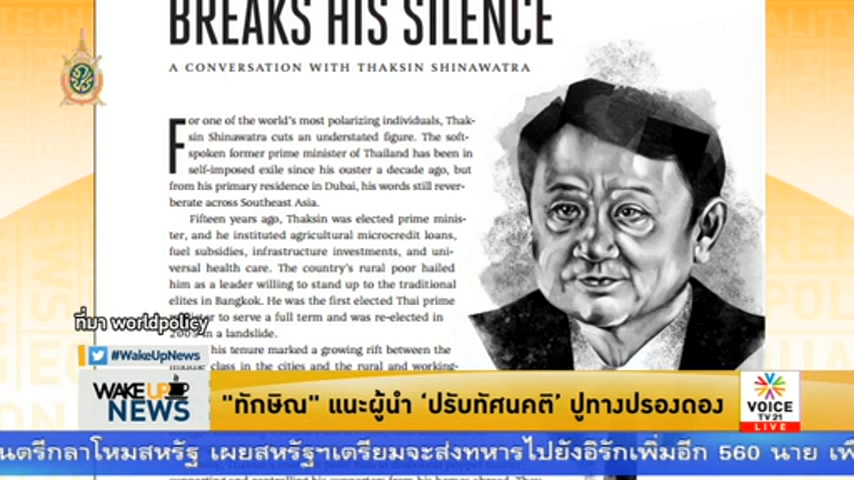 BREAKS HIS SILENCE
A CONVERSATION WITH THAKSIN SHINAWATRA
For one of the world's most polarizing individuals, Thak-
sin Shinawatra cuts an understated figure. The soft-
spoken former prime minister of Thailand has been in
self-imposed exile since his ouster a decade ago, but
from his primary residence in Dubai, his words still rever-
berate across Southeast Asia.
Fifteen years ago, Thaksin was elected prime minis-
ter, and he instituted agricultural microcredit loans,
fuel subsidies, infrastructure investments, and uni-
versal health care. The country's rural poor hailed
him as a leader willing to stand up to the traditional
elites in Bangkok. He was the first elected Thai prime
to serve a full term and was re-elected in
in a landslide.
his tenure marked a growing rift between the
class in the cities and the rural and working-
ที่มา worldpolicy
#WakeUpNews
WAKE UP
NEWS
"ทักษิณ" แนะผู้นำ 'ปรับทัศนคติ' ปูทางปรองดอง
VOICE
TV 21
LIVE
นตรีกลาโหมสหรัฐ เผยสหรัฐฯเตรียมจะส่งทหารไปยังอิรักเพิ่มอีก 560 นาย เพื